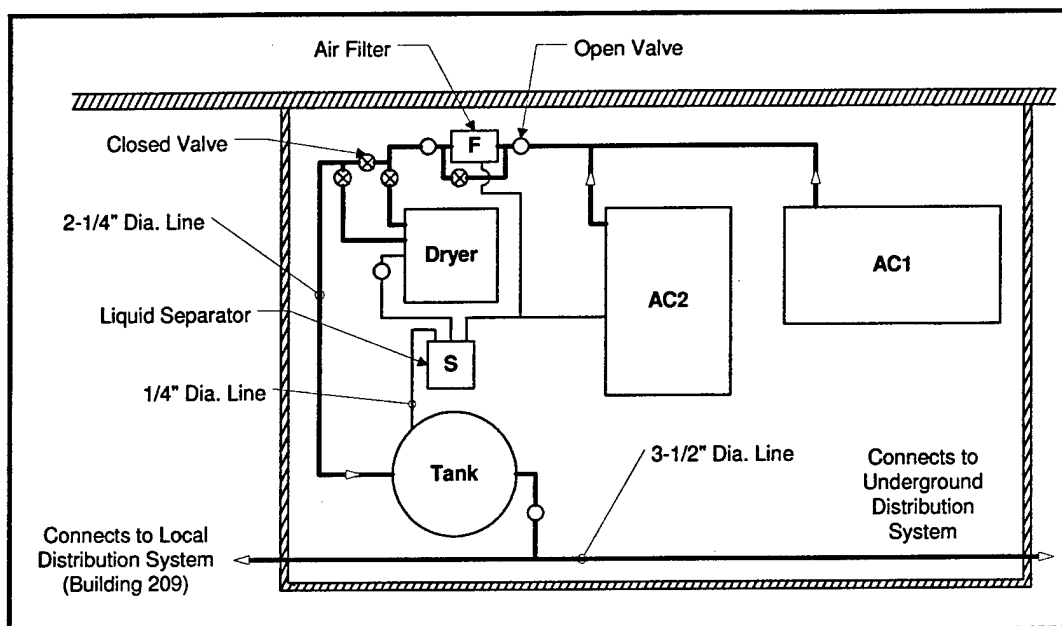 Air Filter
Open Valve
Closed Valve
F
2-1/4" Dia. Line
Dryer
AC2
AC1
Liquid Separator
S
1/4" Dia. Line
Tank
3-1/2" Dia. Line
Connects to
Underground
Distribution
System
Connects to Local
Distribution System
(Building 209)